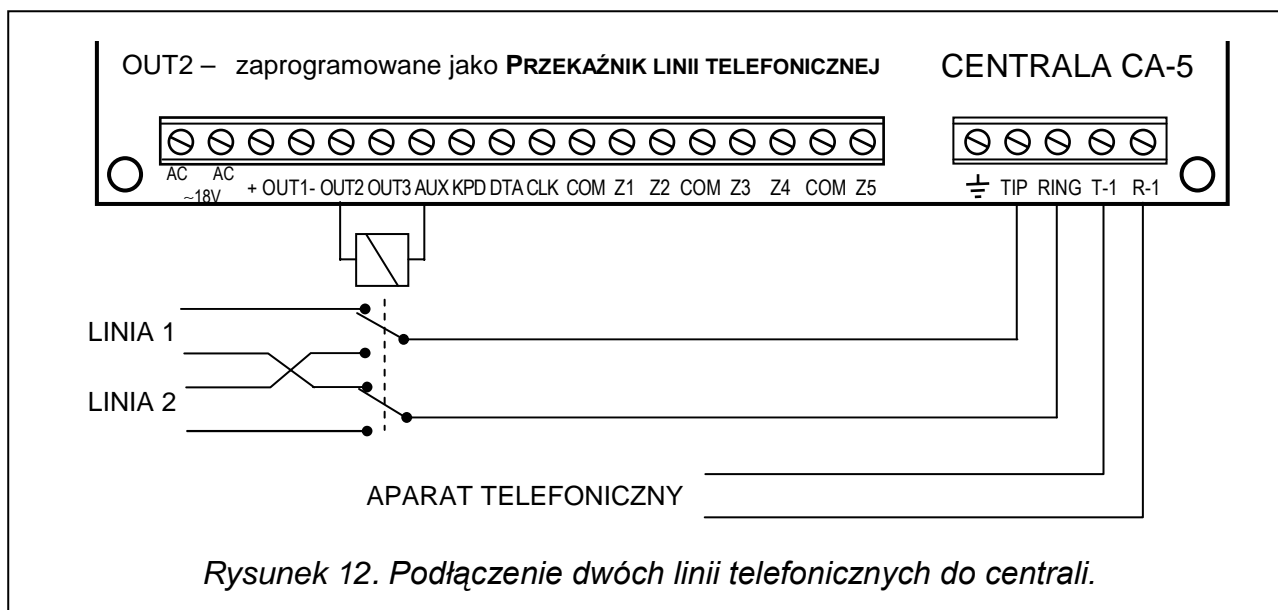 OUT2 – zaprogramowane jako PRZEKAŹNIK LINII TELEFONICZNEJ CENTRALA CA-5
AC AC + OUT1- OUT2 OUT3 AUX KPD DTA CLK COM Z1 Z2 COM Z3 Z4 COM Z5 TIP RING T-1 R-1
~18V
LINIA 1
LINIA 2
APARAT TELEFONICZNY
Rysunek 12. Podłączenie dwóch linii telefonicznych do centrali.